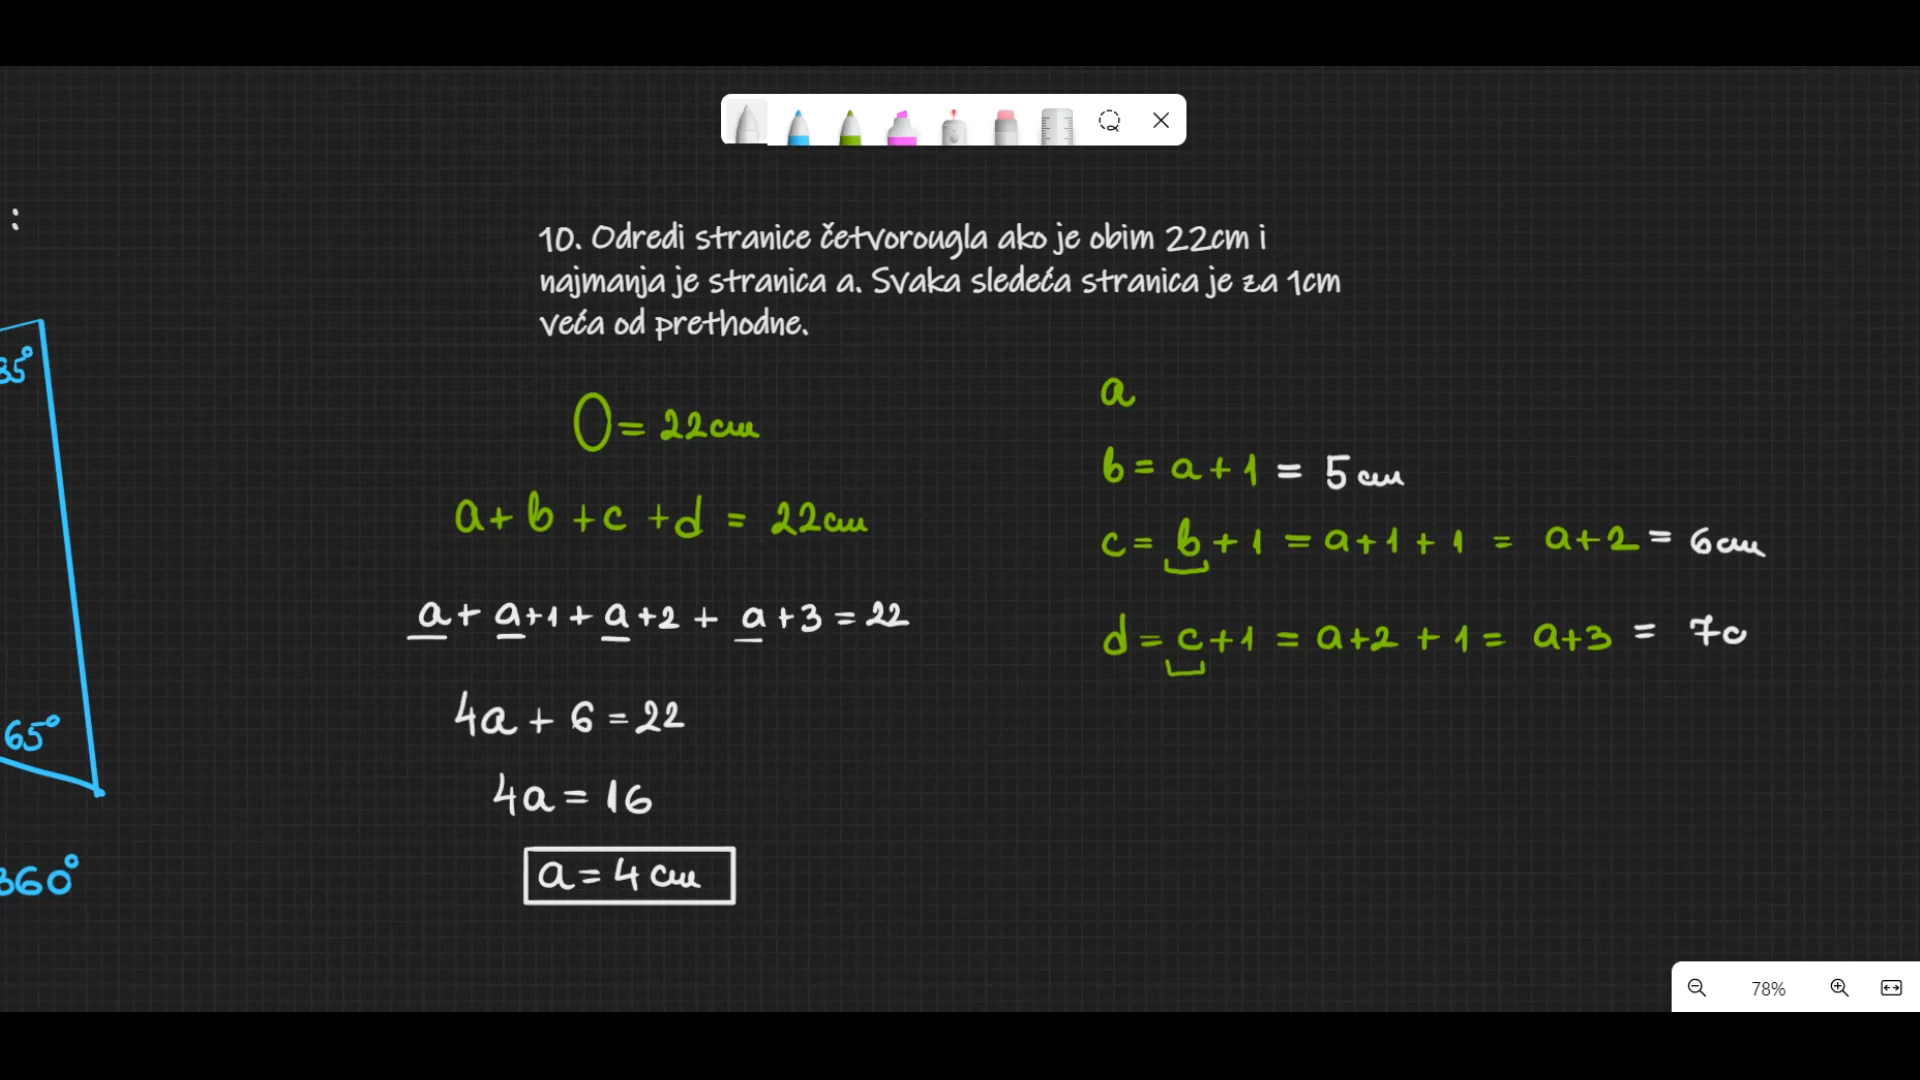 :
10. Odredi stranice četvorougla ako je obim 22cm i
najmanja je stranica a. Svaka sledeća stranica je za 1cm
veća od prethodne.
O = 22cm
a + b + c + d = 22cm
a + a+1 + a+2 + a+3 = 22
4a + 6 = 22
4a = 16
a = 4 cm
a
b = a + 1 = 5 cm
c = b + 1 = a + 1 + 1 = a+2 = 6cm
d = c + 1 = a+2 + 1 = a+3 = 7c
65°
360°
78%